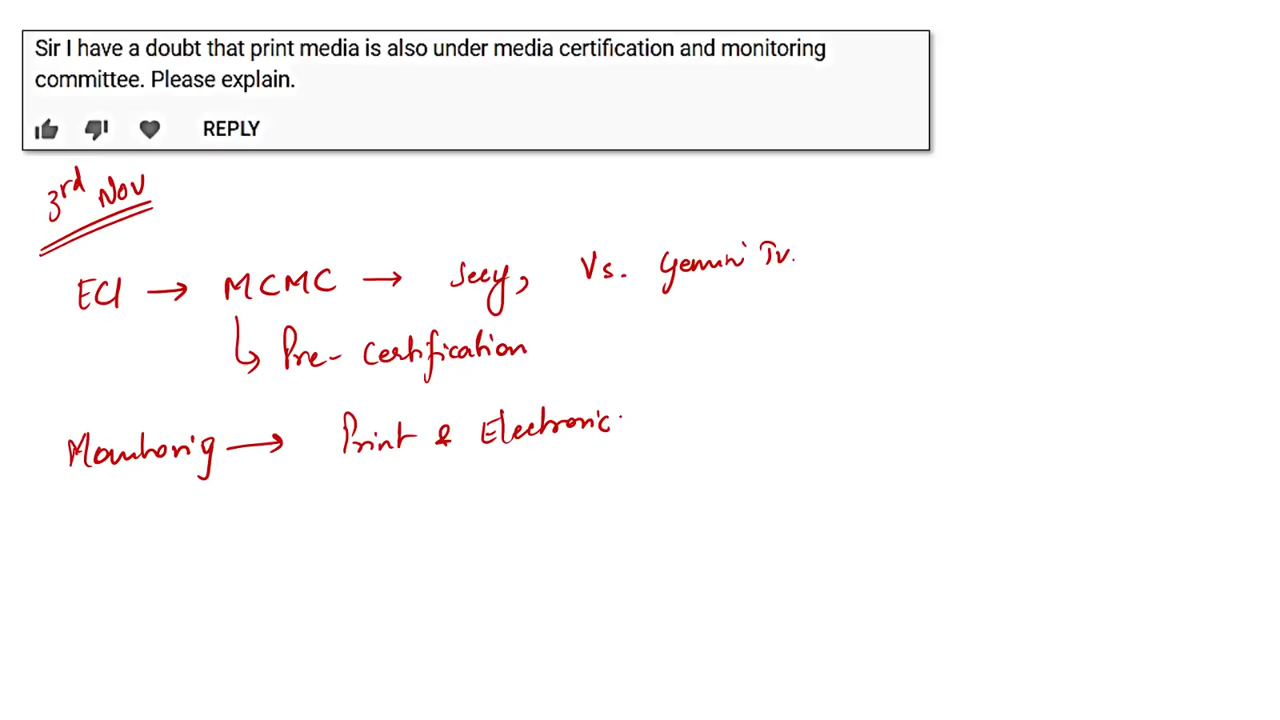 Sir I have a doubt that print media is also under media certification and monitoring
committee. Please explain.
REPLY
3rd Nov
ECI → MCMC → Secy, Vs. Gemini Tv.
↳ Pre-certification
→ Print & Electronic.